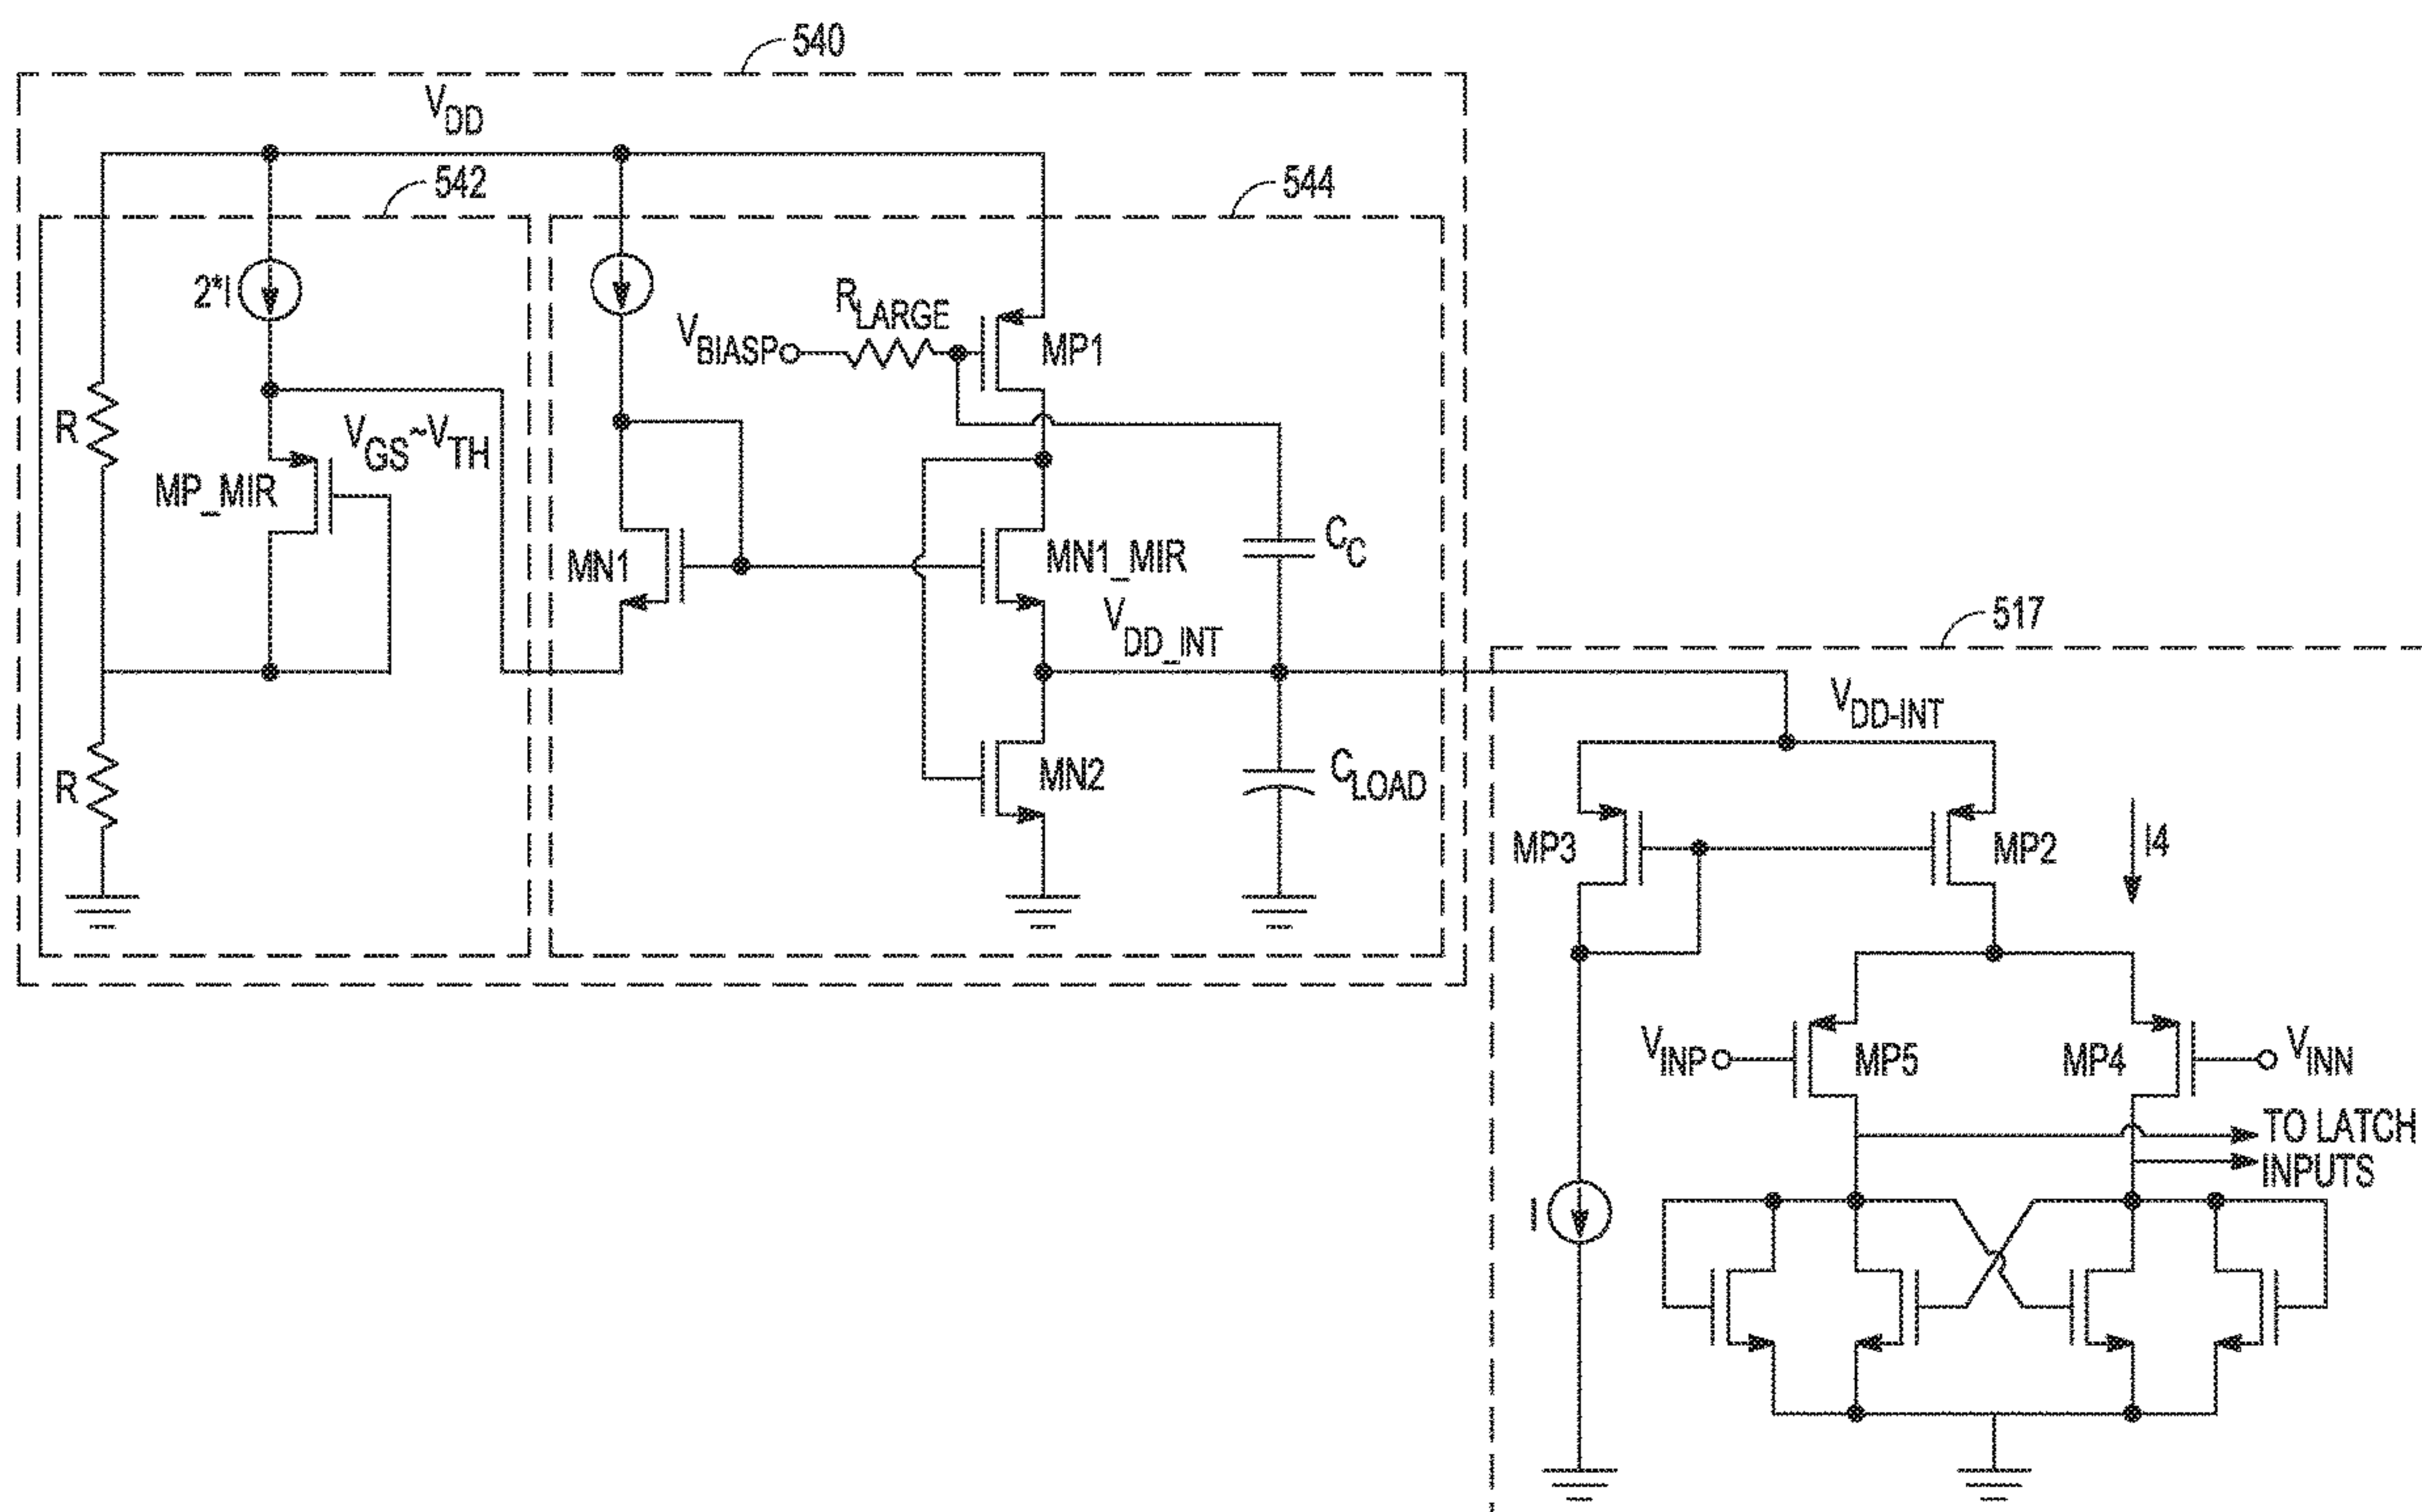 540
VDD
542
544
2*I
RLARGE
VBIASP
MP1
R
VGS~VTH
MP_MIR
CC
MN1
MN1_MIR
VDD_INT
517
VDD-INT
R
MN2
CLOAD
MP3
MP2
I4
VINP
MP5
MP4
VINN
TO LATCH
INPUTS
I